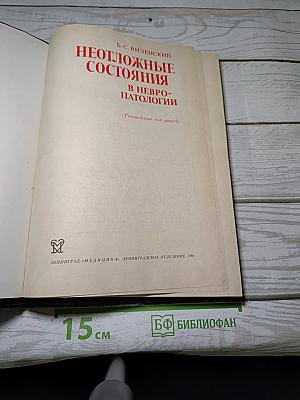 Б. С. ВИЛЕНСКИЙ
НЕОТЛОЖНЫЕ
СОСТОЯНИЯ
В НЕВРО-
ПАТОЛОГИИ
(Руководство для врачей)
ЛЕНИНГРАД «МЕДИЦИНА» ЛЕНИНГРАДСКОЕ ОТДЕЛЕНИЕ 1986
15 см
БФ БИБЛИОФАН